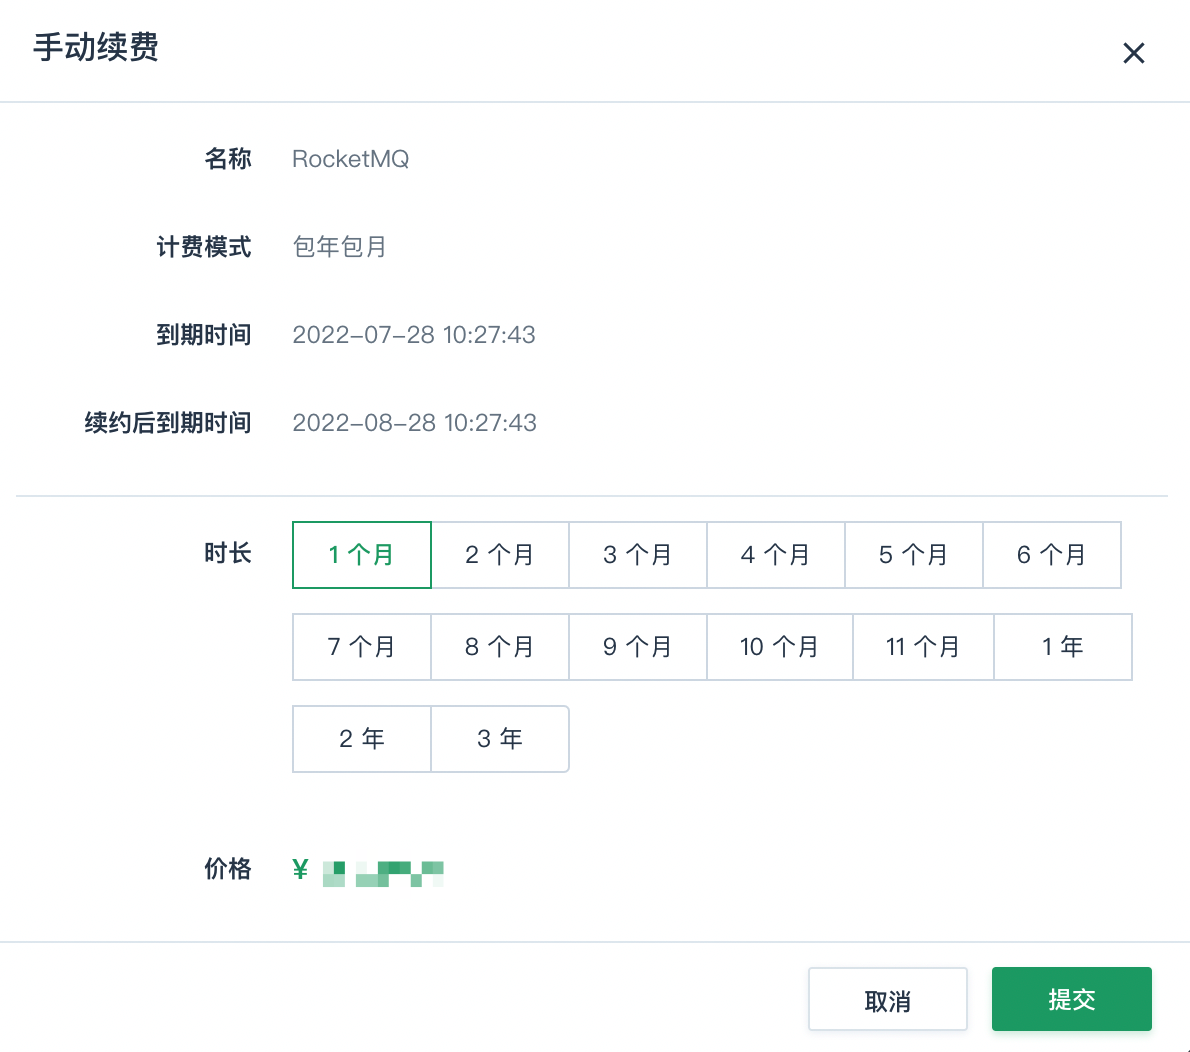 手动续费
名称 RocketMQ
计费模式 包年包月
到期时间 2022-07-28 10:27:43
续约后到期时间 2022-08-28 10:27:43
时长 1 个月 2 个月 3 个月 4 个月 5 个月 6 个月
7 个月 8 个月 9 个月 10 个月 11 个月 1 年
2 年 3 年
价格 ¥
取消 提交